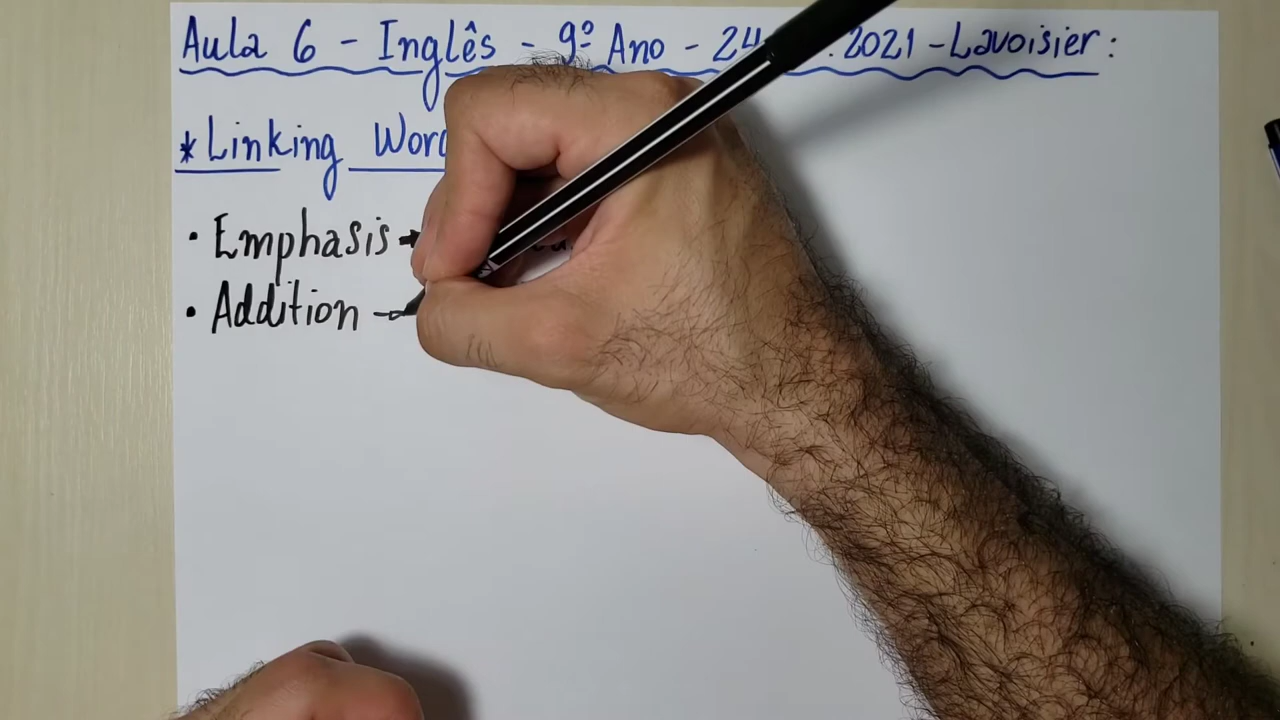 Aula 6 - Inglês - 9º Ano - 24 . 2021 - Lavoisier:
*Linking
• Emphasis →
• Addition →